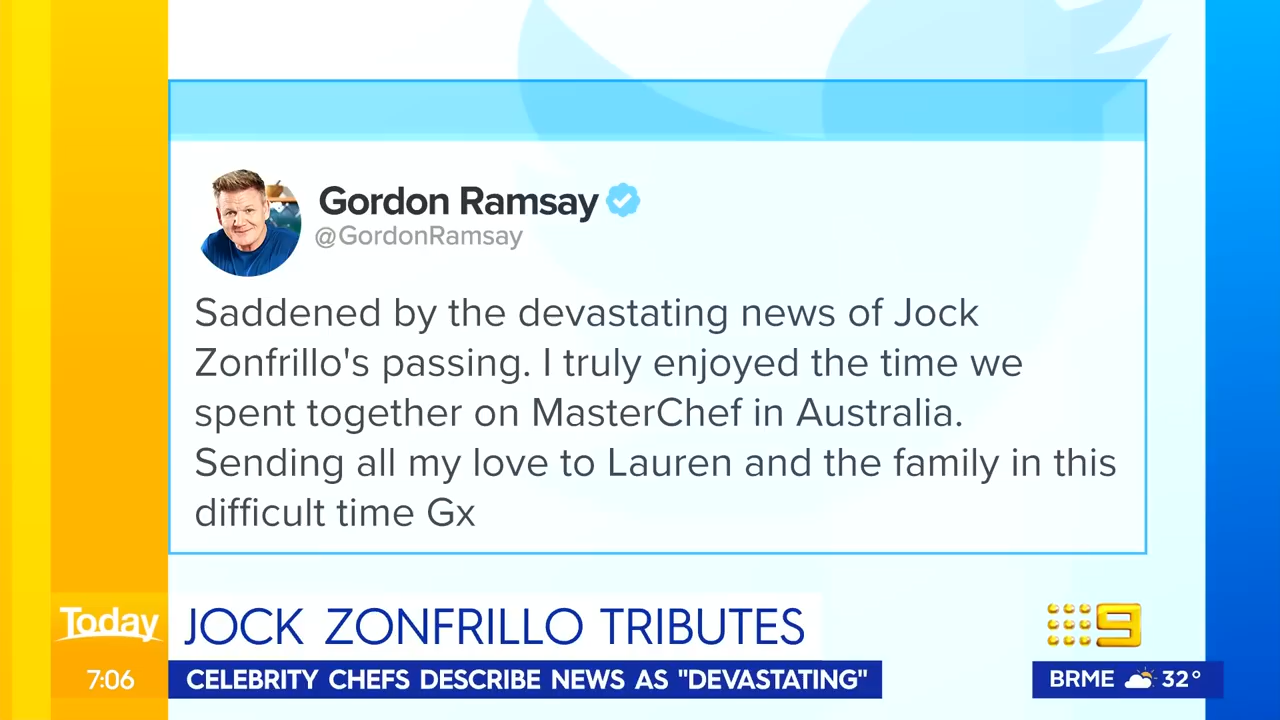 Gordon Ramsay
@GordonRamsay
Saddened by the devastating news of Jock
Zonfrillo's passing. I truly enjoyed the time we
spent together on MasterChef in Australia.
Sending all my love to Lauren and the family in this
difficult time Gx
Today
JOCK ZONFRILLO TRIBUTES
9
7:06
CELEBRITY CHEFS DESCRIBE NEWS AS "DEVASTATING"
BRME 32°